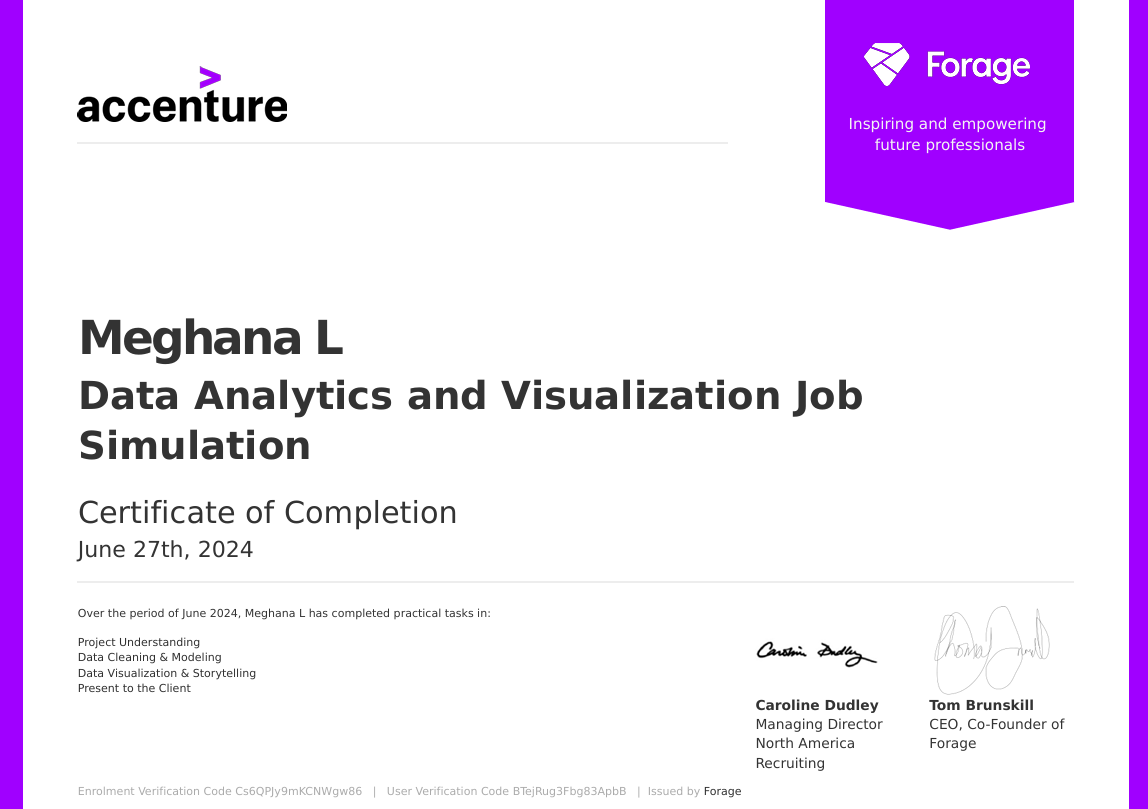 accenture
Forage
Inspiring and empowering
future professionals
Meghana L
Data Analytics and Visualization Job
Simulation
Certificate of Completion
June 27th, 2024
Over the period of June 2024, Meghana L has completed practical tasks in:
Project Understanding
Data Cleaning & Modeling
Data Visualization & Storytelling
Present to the Client
Caroline Dudley
Caroline Dudley
Managing Director
North America
Recruiting
Tom Brunskill
CEO, Co-Founder of
Forage
Enrolment Verification Code Cs6QPJy9mKCNWgw86 | User Verification Code BTejRug3Fbg83ApbB | Issued by Forage